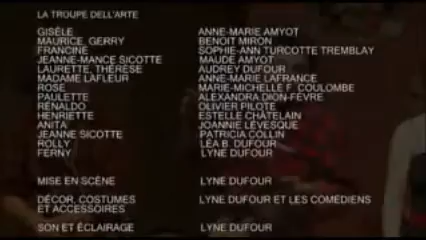 LA TROUPE DELL'ARTE
GISÈLE ANNE-MARIE AMYOT
MAURICE, GERRY BENOIT MIRON
FRANCINE SOPHIE-ANN TURCOTTE TREMBLAY
JEANNE-MANCE SICOTTE MAUDE AMYOT
LAURETTE, THÉRÈSE AUDREY DUFOUR
MADAME LAFLEUR ANNE-MARIE LAFRANCE
ROSE MARIE-MICHELLE F. COULOMBE
PAULETTE ALEXANDRA DION-FÈVRE
RÉNALDO OLIVIER PILOTE
HENRIETTE ESTELLE CHÂTELAIN
ANITA JOANNIE LÉVESQUE
JEANNE SICOTTE PATRICIA COLLIN
ROLLY LÉA B. DUFOUR
FERNY LYNE DUFOUR
MISE EN SCÈNE LYNE DUFOUR
DÉCOR, COSTUMES LYNE DUFOUR ET LES COMÉDIENS
ET ACCESSOIRES
SON ET ÉCLAIRAGE LYNE DUFOUR